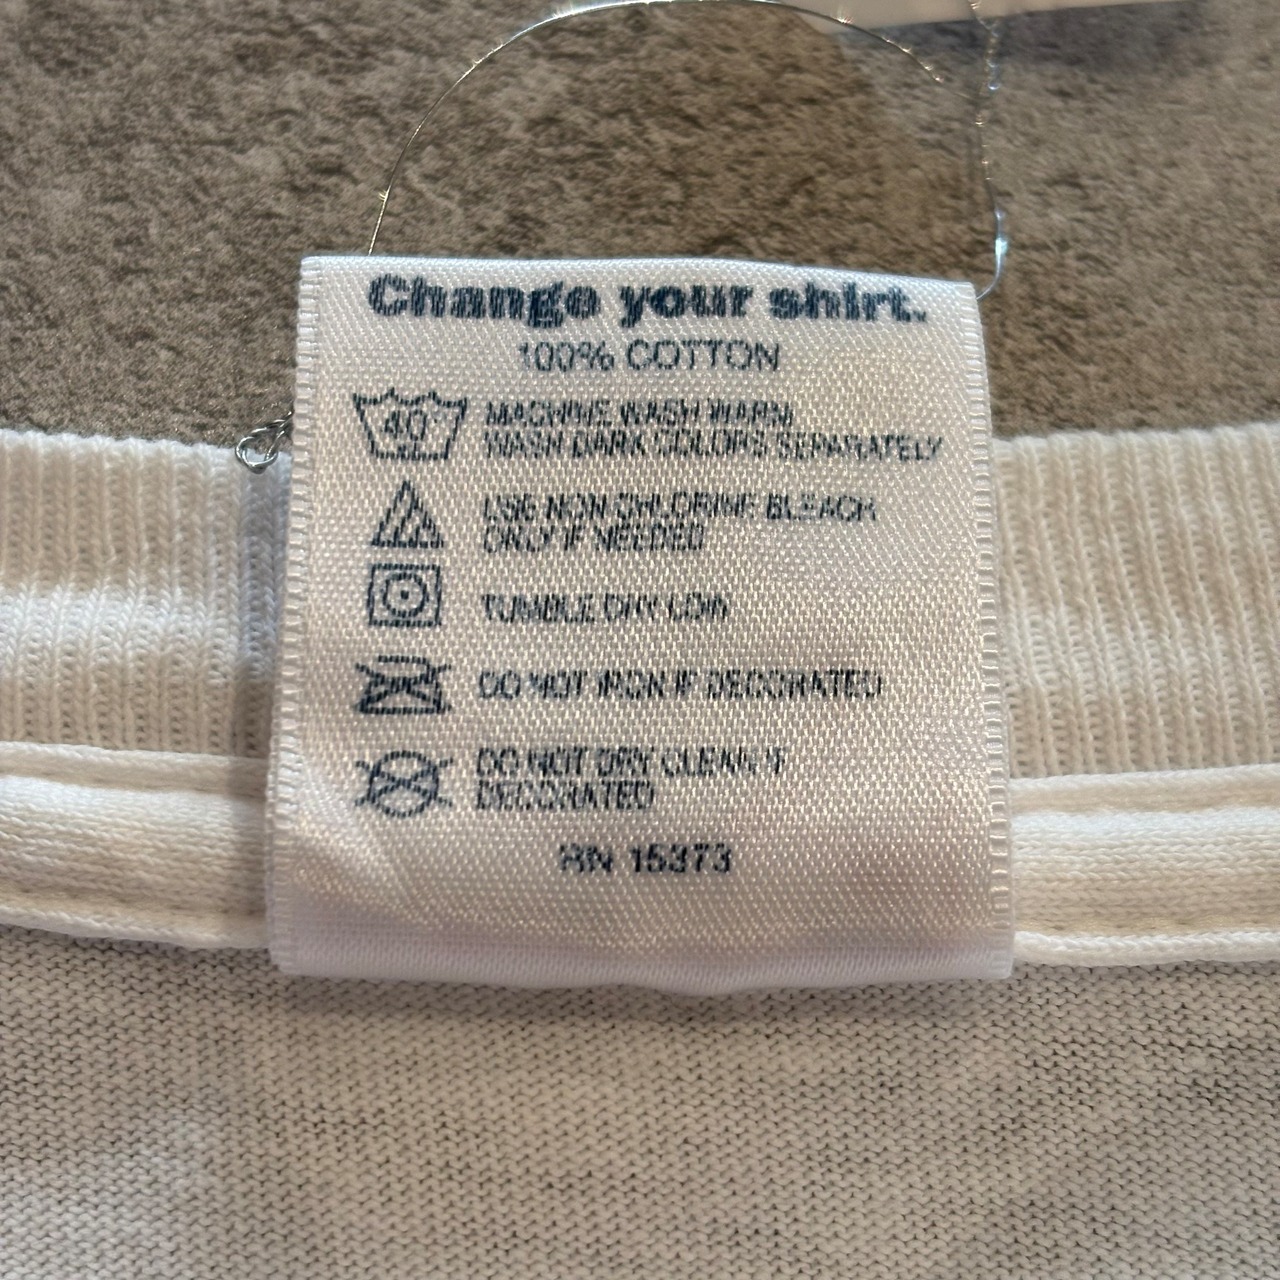 Change your shirt.
100% COTTON
40
MACHINE WASH WARM
WASH DARK COLORS SEPARATELY
USE NON CHLORINE BLEACH
ONLY IF NEEDED
TUMBLE DRY LOW
DO NOT IRON IF DECORATED
DO NOT DRY CLEAN IF
DECORATED
RN 15373